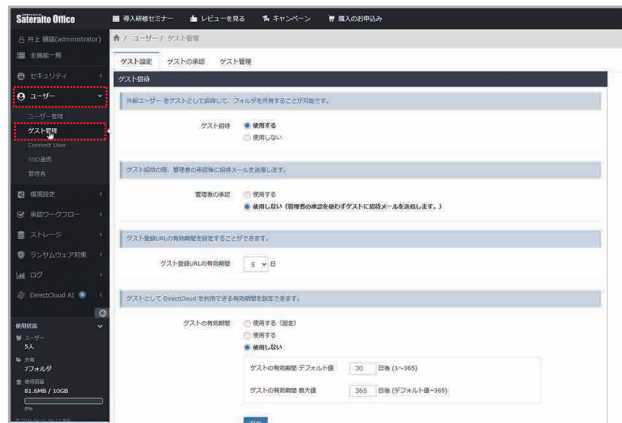 Sateraito Office
導入研修セミナー レビューを見る キャンペーン 購入のお申込み
井上 健篤(administrator)
主機能一覧
セキュリティ
ユーザー
ユーザー管理
ゲスト管理
Connect User
SSO連携
管理者
環境設定
承認ワークフロー
ストレージ
ランサムウェア対策
ログ
DirectCloud AI
使用状況
ユーザー
5人
共有
7フォルダ
使用容量
81.6MB / 10GB
0%
/ ユーザー / ゲスト管理
ゲスト設定 ゲストの承認 ゲスト管理
ゲスト招待
外部ユーザー をゲストとして招待して、フォルダを共有することが可能です。
ゲスト招待 使用する
使用しない
ゲスト招待の際、管理者の承認後に招待メールを送信します。
管理者の承認 使用する
使用しない (管理者の承認を使わずゲストに招待メールを送信します。)
ゲスト登録URLの有効期間を設定することができます。
ゲスト登録URLの有効期間 5 日
ゲストとして DirectCloud を利用できる有効期間を設定できます。
ゲストの有効期間 使用する (固定)
使用する
使用しない
ゲストの有効期間 デフォルト値 30 日後 (1~365)
ゲストの有効期間 最大値 365 日後 (デフォルト値~365)